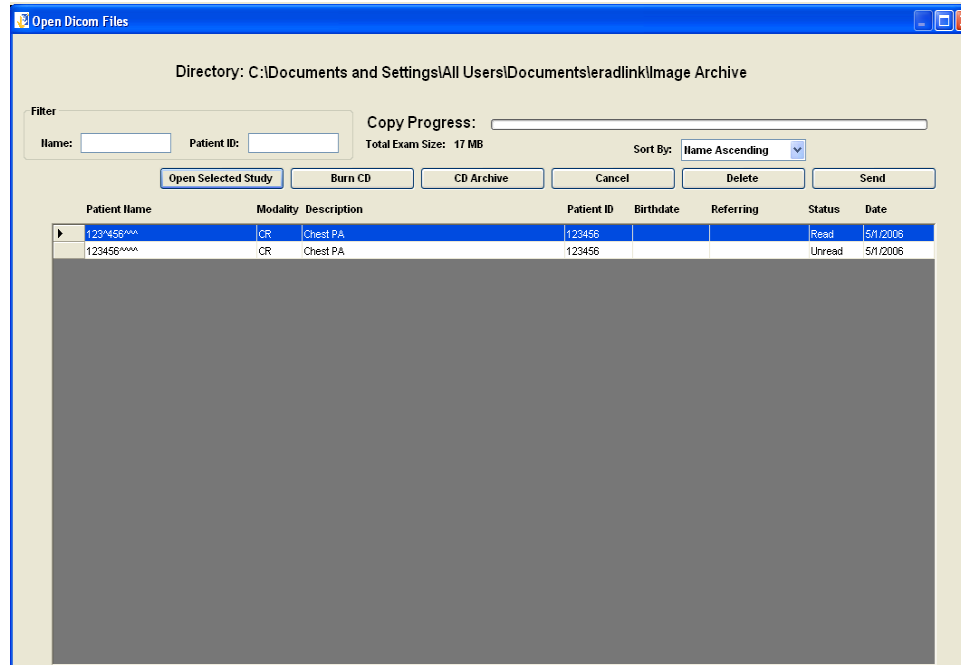 Open Dicom Files
Directory: C:\Documents and Settings\All Users\Documents\eradlink\Image Archive
Filter
Name: Patient ID:
Copy Progress:
Total Exam Size: 17 MB
Sort By: Name Ascending
Open Selected Study Burn CD CD Archive Cancel Delete Send
Patient Name Modality Description Patient ID Birthdate Referring Status Date
123^456^^^ CR Chest PA 123456 Read 5/1/2006
123456^^^^ CR Chest PA 123456 Unread 5/1/2006